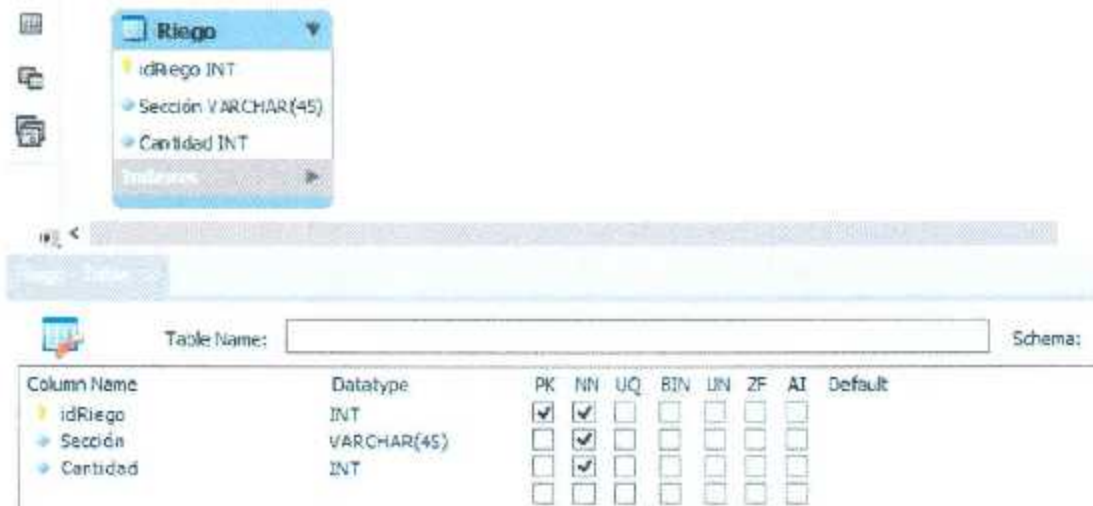 Riego
idRiego INT
Sección VARCHAR(45)
Cantidad INT
Indexes
Table Name:
Schema:
Column Name Datatype PK NN UQ BIN UN ZF AI Default
idRiego INT
Sección VARCHAR(45)
Cantidad INT